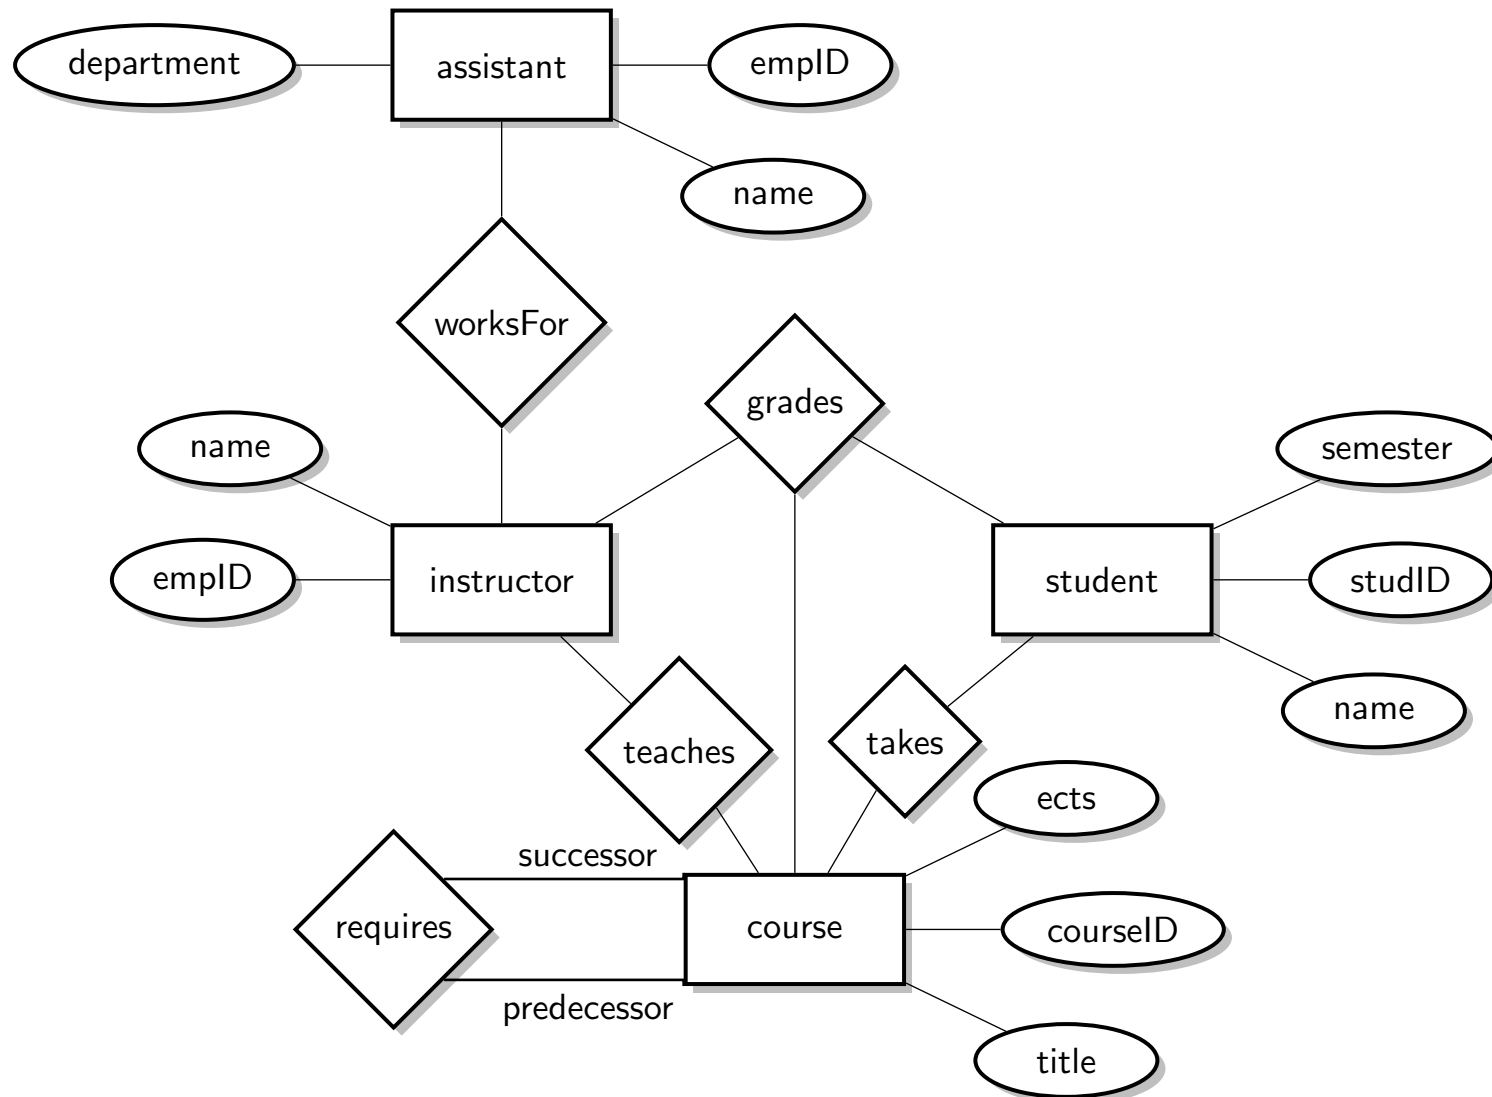 department
assistant
empID
name
worksFor
grades
name
semester
empID
instructor
student
studID
name
teaches
takes
ects
successor
requires
course
courseID
predecessor
title